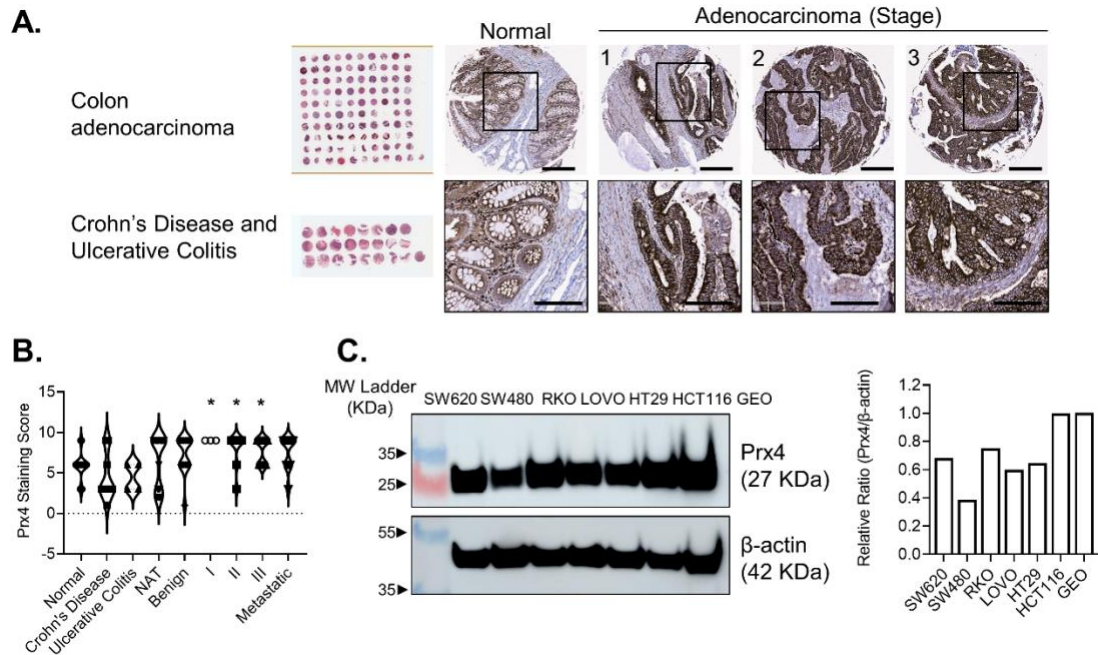 A.
Colon
adenocarcinoma
Crohn's Disease and
Ulcerative Colitis
Normal
Adenocarcinoma (Stage)
1
2
3
B.
Prx4 Staining Score
15
10
5
0
-5
Normal
Crohn's Disease
Ulcerative Colitis
NAT
Benign
I
II
III
Metastatic
* * *
C.
MW Ladder
(KDa)
SW620 SW480 RKO LOVO HT29 HCT116 GEO
35
25
Prx4
(27 KDa)
55
35
β-actin
(42 KDa)
Relative Ratio (Prx4/β-actin)
1.2
1.0
0.8
0.6
0.4
0.2
0.0
SW620
SW480
RKO
LOVO
HT29
HCT116
GEO